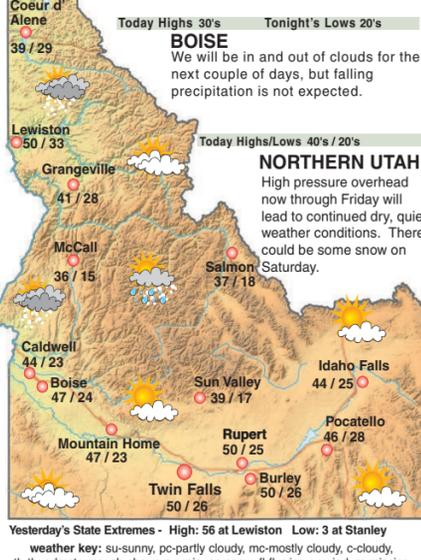 Coeur d'
Alene
39 / 29
Today Highs 30's Tonight's Lows 20's
BOISE
We will be in and out of clouds for the
next couple of days, but falling
precipitation is not expected.
Lewiston
50 / 33
Today Highs/Lows 40's / 20's
NORTHERN UTAH
High pressure overhead
now through Friday will
lead to continued dry, quie
weather conditions. There
could be some snow on
Saturday.
Grangeville
41 / 28
McCall
36 / 15
Salmon
37 / 18
Caldwell
44 / 23
Boise
47 / 24
Sun Valley
39 / 17
Idaho Falls
44 / 25
Pocatello
46 / 28
Mountain Home
47 / 23
Rupert
50 / 25
Burley
50 / 26
Twin Falls
50 / 26
Yesterday's State Extremes - High: 56 at Lewiston Low: 3 at Stanley
weather key: su-sunny, pc-partly cloudy, mc-mostly cloudy, c-cloudy,